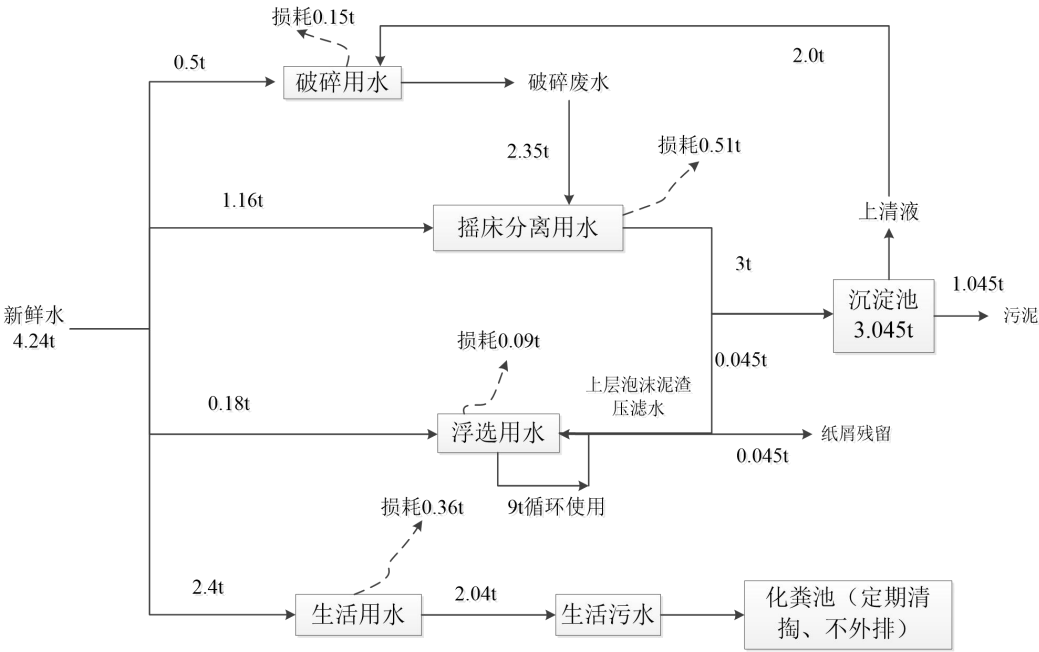 损耗0.15t
0.5t
破碎用水
破碎废水
2.0t
2.35t
损耗0.51t
1.16t
摇床分离用水
上清液
3t
沉淀池
3.045t
1.045t
污泥
新鲜水
4.24t
损耗0.09t
0.045t
上层泡沫泥渣
压滤水
0.18t
浮选用水
纸屑残留
0.045t
9t循环使用
损耗0.36t
2.4t
生活用水
2.04t
生活污水
化粪池（定期清
掏、不外排）